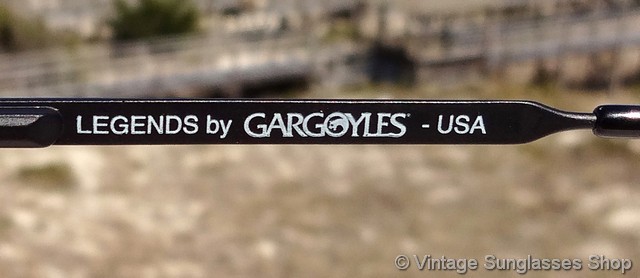 LEGENDS by GARGOYLES® - USA
© Vintage Sunglasses Shop